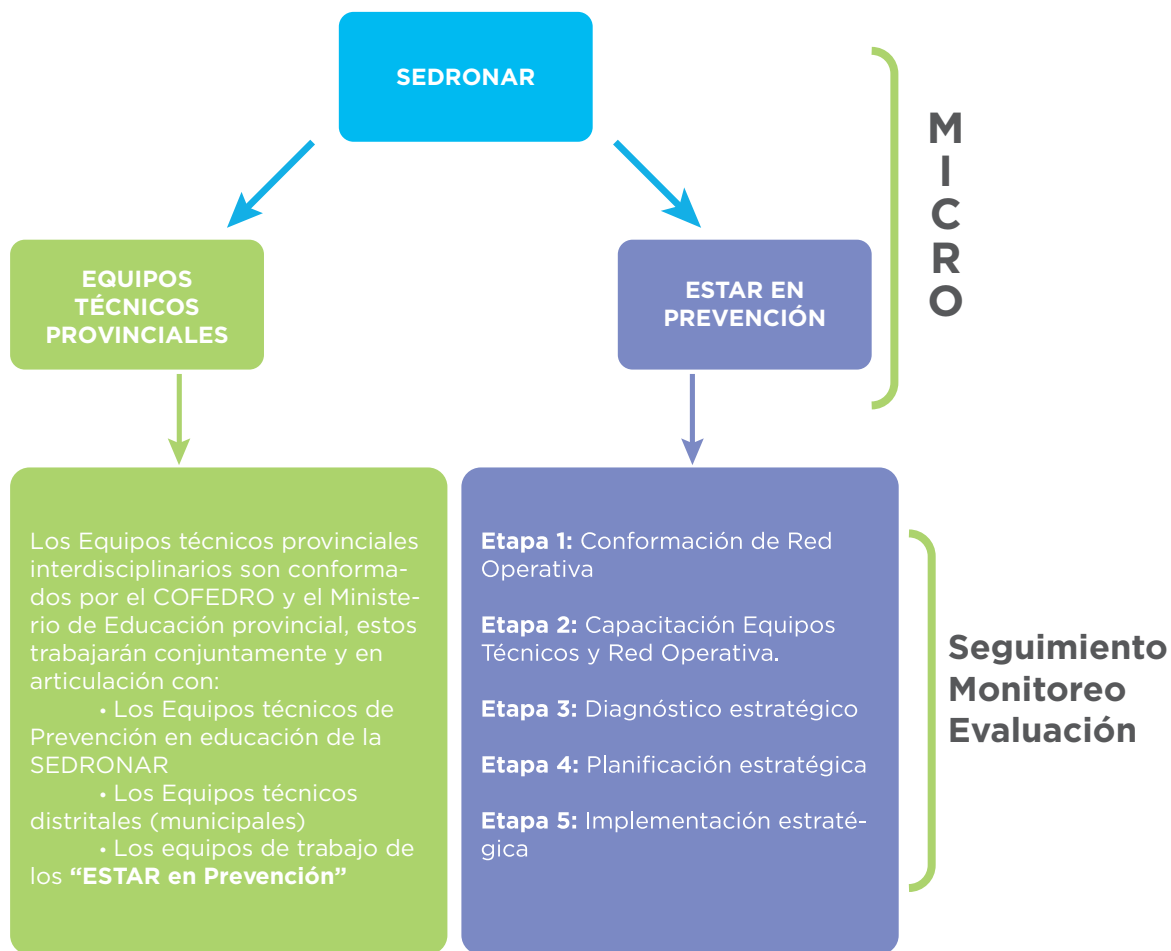 SEDRONAR
M
I
C
R
O
EQUIPOS
TÉCNICOS
PROVINCIALES
ESTAR EN
PREVENCIÓN
Los Equipos técnicos provinciales
interdisciplinarios son conforma-
dos por el COFEDRO y el Ministe-
rio de Educación provincial, estos
trabajarán conjuntamente y en
articulación con:
• Los Equipos técnicos de
Prevención en educación de la
SEDRONAR
• Los Equipos técnicos
distritales (municipales)
• Los equipos de trabajo de
los “ESTAR en Prevención”
Etapa 1: Conformación de Red
Operativa
Etapa 2: Capacitación Equipos
Técnicos y Red Operativa.
Etapa 3: Diagnóstico estratégico
Etapa 4: Planificación estratégica
Etapa 5: Implementación estraté-
gica
Seguimiento
Monitoreo
Evaluación